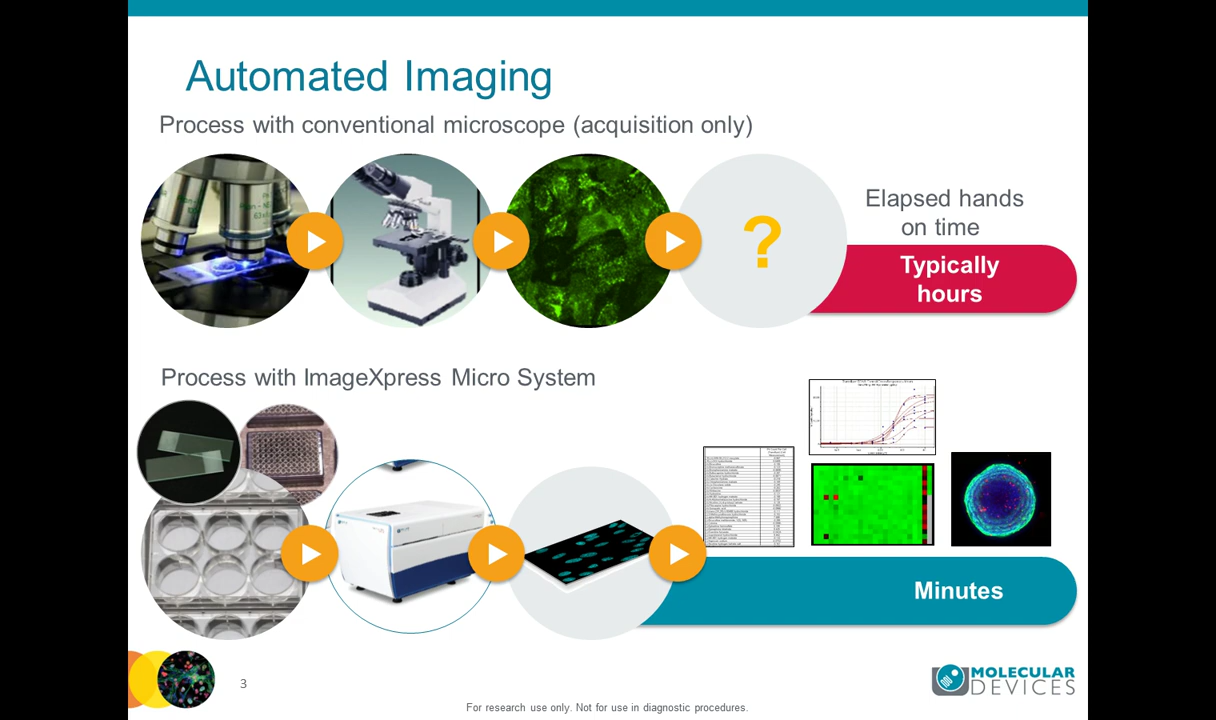 Automated Imaging
Process with conventional microscope (acquisition only)
Elapsed hands
on time
?
Typically
hours
Process with ImageXpress Micro System
Minutes
3
MOLECULAR
DEVICES
For research use only. Not for use in diagnostic procedures.